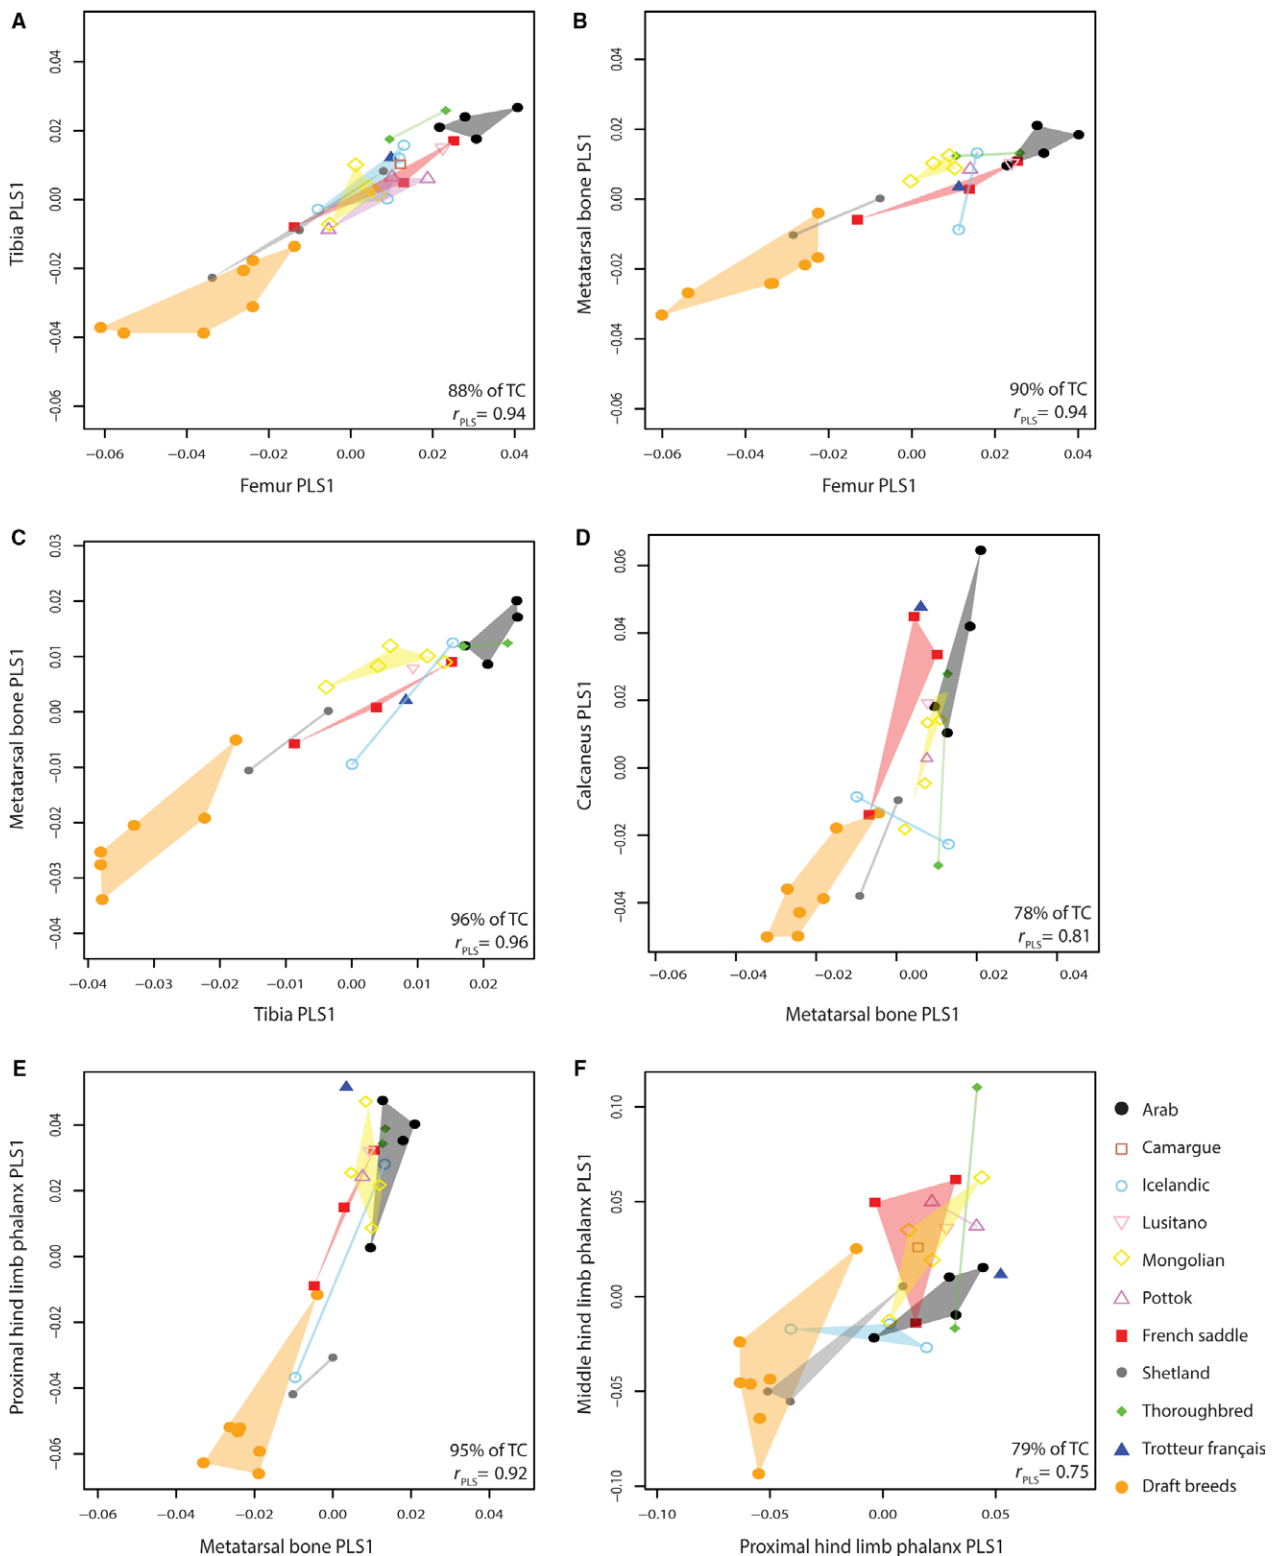 A
Tibia PLS1
0.04
0.02
0.00
−0.02
−0.04
−0.06
88% of TC
rPLS= 0.94
−0.06 −0.04 −0.02 0.00 0.02 0.04
Femur PLS1
B
Metatarsal bone PLS1
0.04
0.02
0.00
−0.02
−0.04
−0.06
90% of TC
rPLS= 0.94
−0.06 −0.04 −0.02 0.00 0.02 0.04
Femur PLS1
C
Metatarsal bone PLS1
0.03
0.02
0.01
0.00
−0.01
−0.02
−0.03
−0.04
96% of TC
rPLS= 0.96
−0.04 −0.03 −0.02 −0.01 0.00 0.01 0.02
Tibia PLS1
D
Calcaneus PLS1
0.06
0.04
0.02
0.00
−0.02
−0.04
78% of TC
rPLS= 0.81
−0.06 −0.04 −0.02 0.00 0.02 0.04
Metatarsal bone PLS1
E
Proximal hind limb phalanx PLS1
0.04
0.02
0.00
−0.02
−0.04
−0.06
95% of TC
rPLS= 0.92
−0.06 −0.04 −0.02 0.00 0.02 0.04
Metatarsal bone PLS1
F
Middle hind limb phalanx PLS1
0.10
0.05
0.00
−0.05
−0.10
79% of TC
rPLS= 0.75
−0.10 −0.05 0.00 0.05
Proximal hind limb phalanx PLS1
Arab
Camargue
Icelandic
Lusitano
Mongolian
Pottok
French saddle
Shetland
Thoroughbred
Trotteur français
Draft breeds